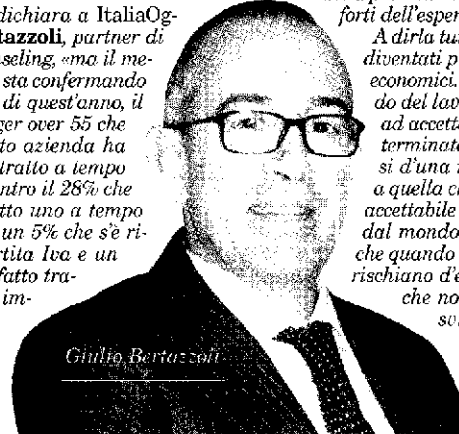 dichiara a ItaliaOg-
tazzoli, partner di
seling, «ma il me-
sta confermando
di quest'anno, il
ger over 55 che
to azienda ha
tratto a tempo
ntro il 28% che
tto uno a tempo
un 5% che s'è ri-
rtita Iva e un
fatto tra-
im-
forti dell'esper
A dirla tut
diventati p
economici.
do del lav
ad accett
terminat
si d'una
a quella c
accettabile
dal mondo
che quando
rischiano d'e
che no
Giulio Bertazzoli